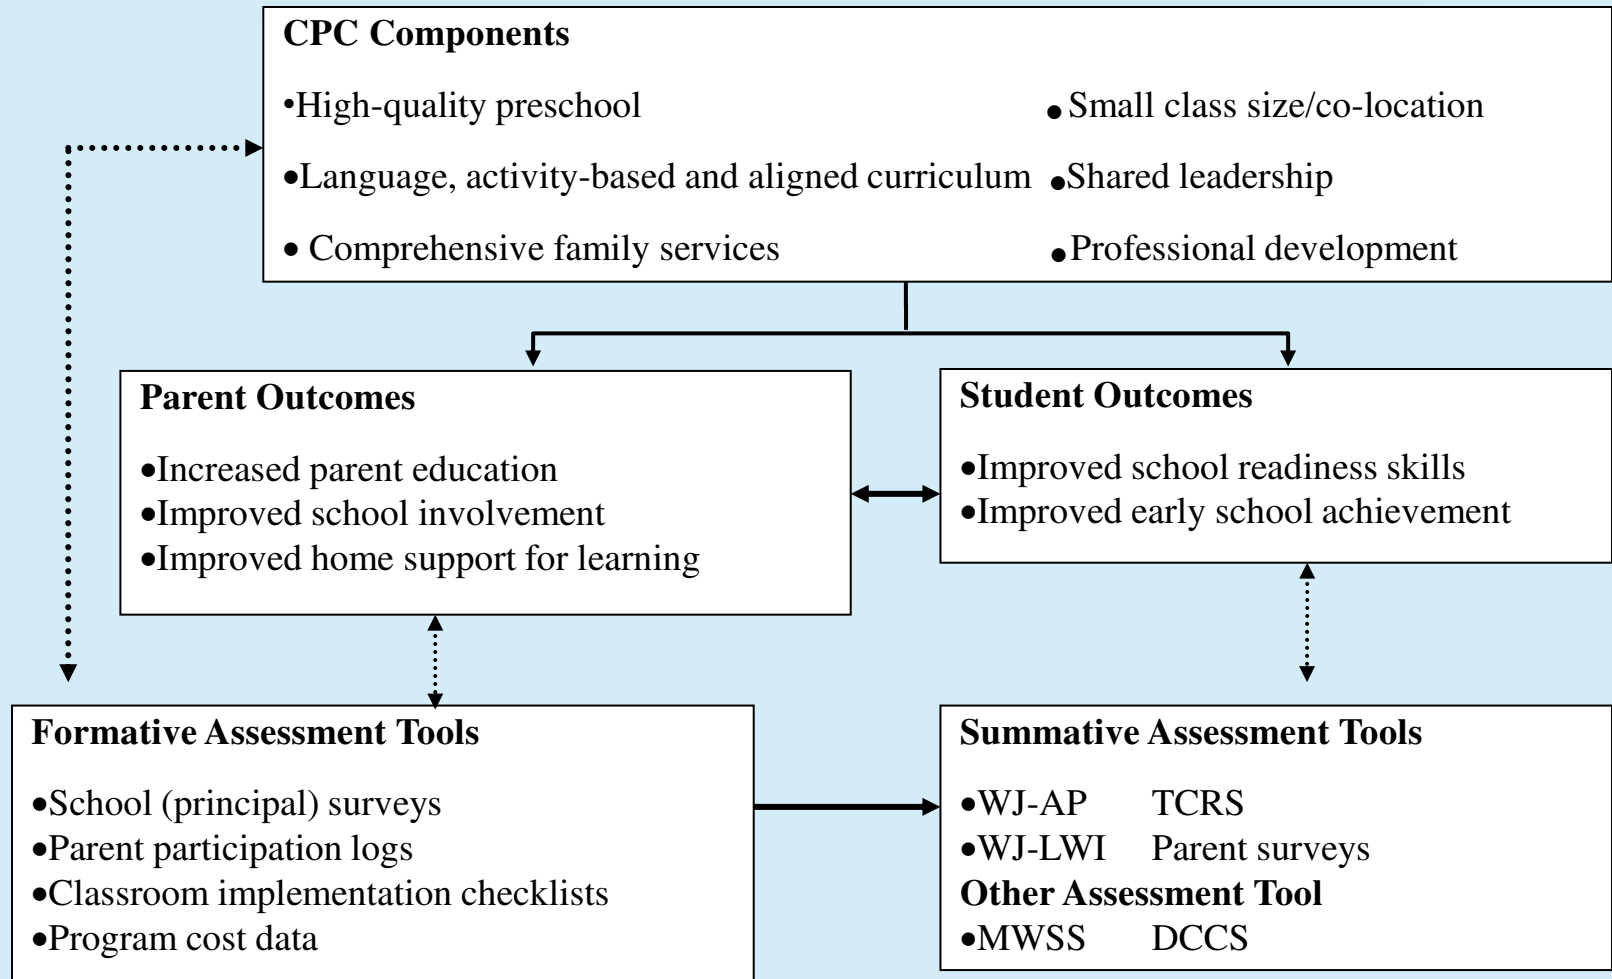 CPC Components
•High-quality preschool
•Small class size/co-location
•Language, activity-based and aligned curriculum
•Shared leadership
• Comprehensive family services
•Professional development
Parent Outcomes
•Increased parent education
•Improved school involvement
•Improved home support for learning
Student Outcomes
•Improved school readiness skills
•Improved early school achievement
Formative Assessment Tools
•School (principal) surveys
•Parent participation logs
•Classroom implementation checklists
•Program cost data
Summative Assessment Tools
•WJ-AP TCRS
•WJ-LWI Parent surveys
Other Assessment Tool
•MWSS DCCS